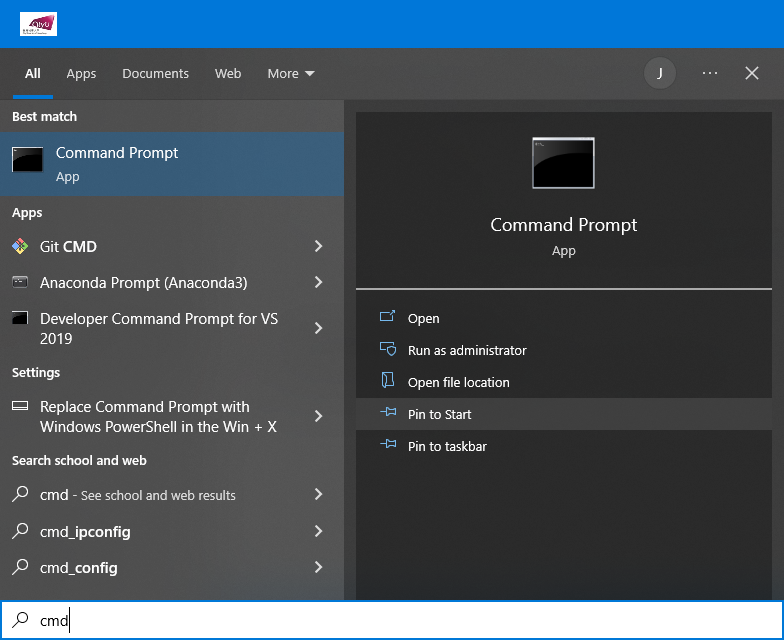 QIYU
All
Apps
Documents
Web
More
J
Best match
Command Prompt
App
Apps
Git CMD
Anaconda Prompt (Anaconda3)
Developer Command Prompt for VS
2019
Settings
Replace Command Prompt with
Windows PowerShell in the Win + X
Search school and web
cmd - See school and web results
cmd_ipconfig
cmd_config
Command Prompt
App
Open
Run as administrator
Open file location
Pin to Start
Pin to taskbar
cmd